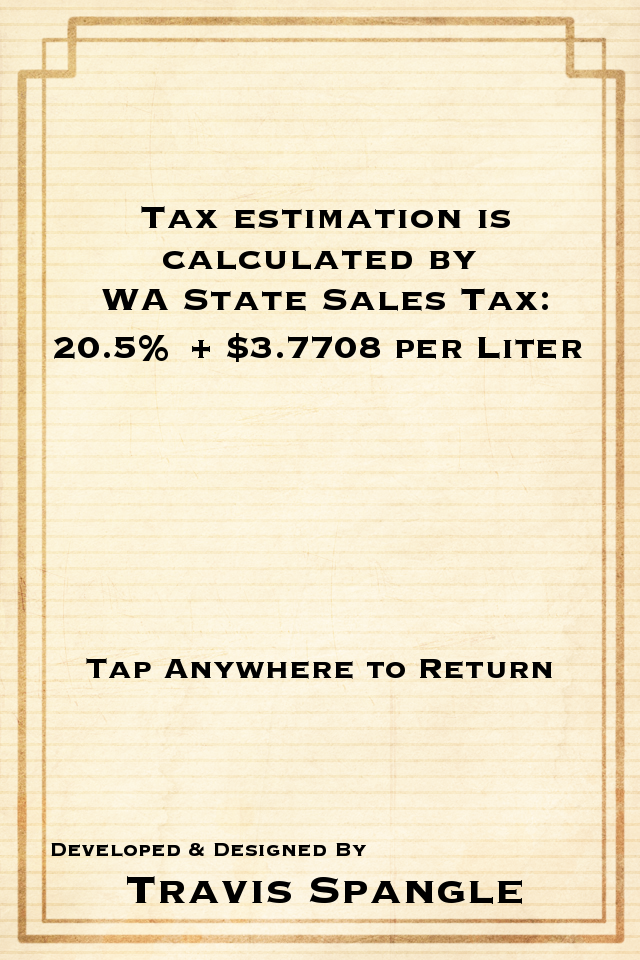 Tax estimation is
calculated by
WA State Sales Tax:
20.5% + $3.7708 per Liter
Tap Anywhere to Return
Developed & Designed By
Travis Spangle